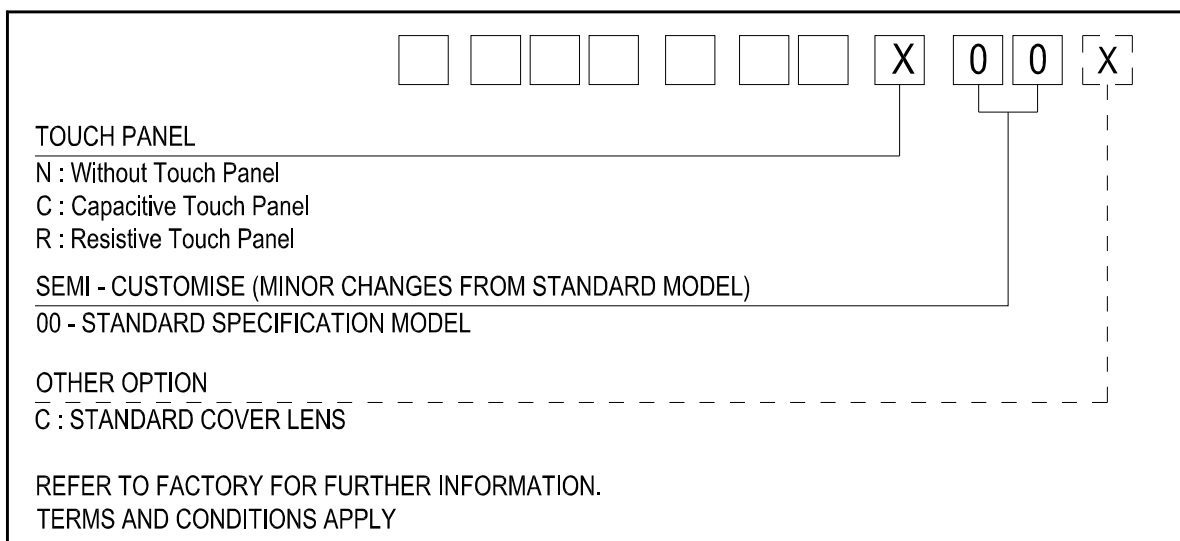 X 0 0 X
TOUCH PANEL
N : Without Touch Panel
C : Capacitive Touch Panel
R : Resistive Touch Panel
SEMI - CUSTOMISE (MINOR CHANGES FROM STANDARD MODEL)
00 - STANDARD SPECIFICATION MODEL
OTHER OPTION
C : STANDARD COVER LENS
REFER TO FACTORY FOR FURTHER INFORMATION.
TERMS AND CONDITIONS APPLY